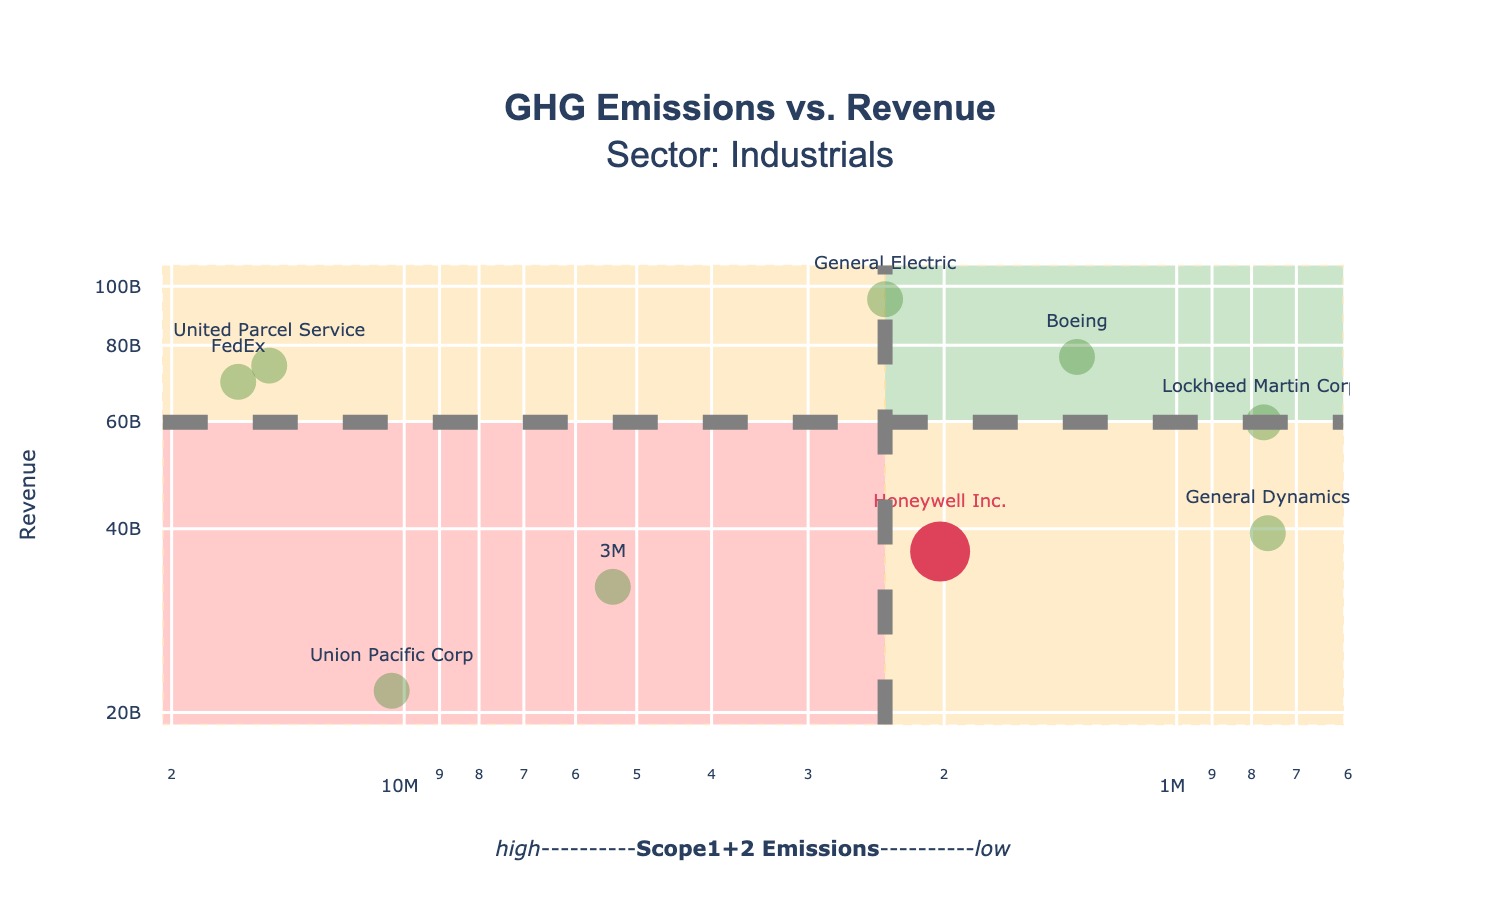 GHG Emissions vs. Revenue
Sector: Industrials
General Electric
100B
Boeing
United Parcel Service
80B
FedEx
Lockheed Martin Corp
60B
General Dynamics
Honeywell Inc.
Revenue
40B
3M
Union Pacific Corp
20B
2 9 8 7 6 5 4 3 2 9 8 7 6
10M 1M
high----------Scope1+2 Emissions----------low